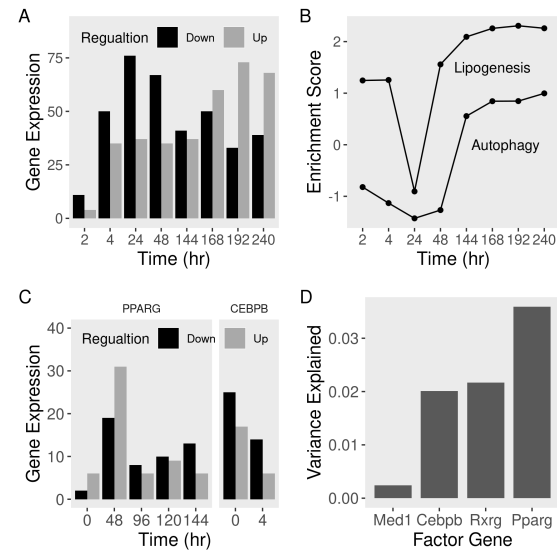 A
Regualtion Down Up
Gene Expression
75
50
25
0
2 4 24 48 144 168 192 240
Time (hr)
B
Enrichment Score
2
1
0
-1
Lipogenesis
Autophagy
2 4 24 48 144 168 192 240
Time (hr)
C
PPARG CEBPB
Regualtion Down Up
Gene Expression
40
30
20
10
0
0 48 96 120 144 0 4
Time (hr)
D
Variance Explained
0.03
0.02
0.01
0.00
Med1 Cebpb Rxrg Pparg
Factor Gene